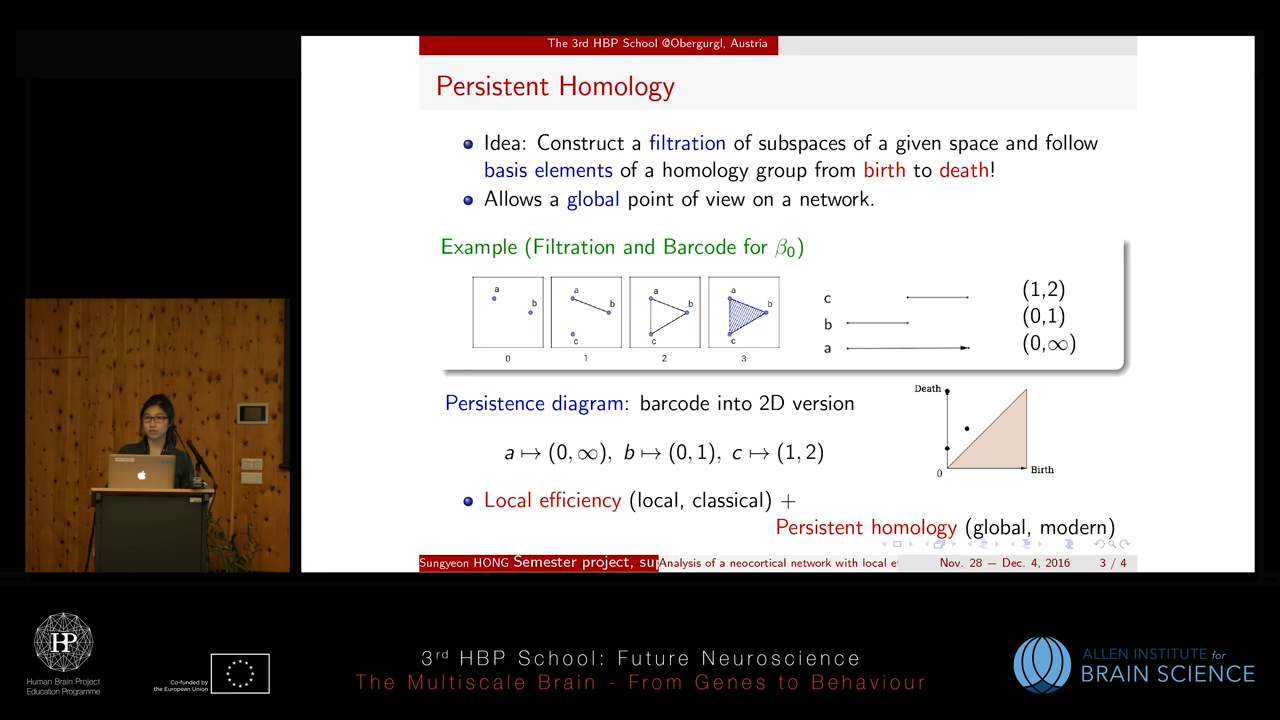 The 3rd HBP School @Obergurgl, Austria
Persistent Homology
Idea: Construct a filtration of subspaces of a given space and follow
basis elements of a homology group from birth to death!
Allows a global point of view on a network.
Example (Filtration and Barcode for β₀)
a b
0
a b c
1
a b c
2
a b c
3
c (1,2)
b (0,1)
a (0,∞)
Persistence diagram: barcode into 2D version
a ↦ (0, ∞), b ↦ (0, 1), c ↦ (1, 2)
Death
0
Birth
Local efficiency (local, classical) +
Persistent homology (global, modern)
Sungyeon HONG Semester project, su
Analysis of a neocortical network with local e
Nov. 28 — Dec. 4, 2016
3 / 4
HP
Human Brain Project
Education Programme
Co-funded by
the European Union
3rd HBP School: Future Neuroscience
The Multiscale Brain - From Genes to Behaviour
ALLEN INSTITUTE for
BRAIN SCIENCE